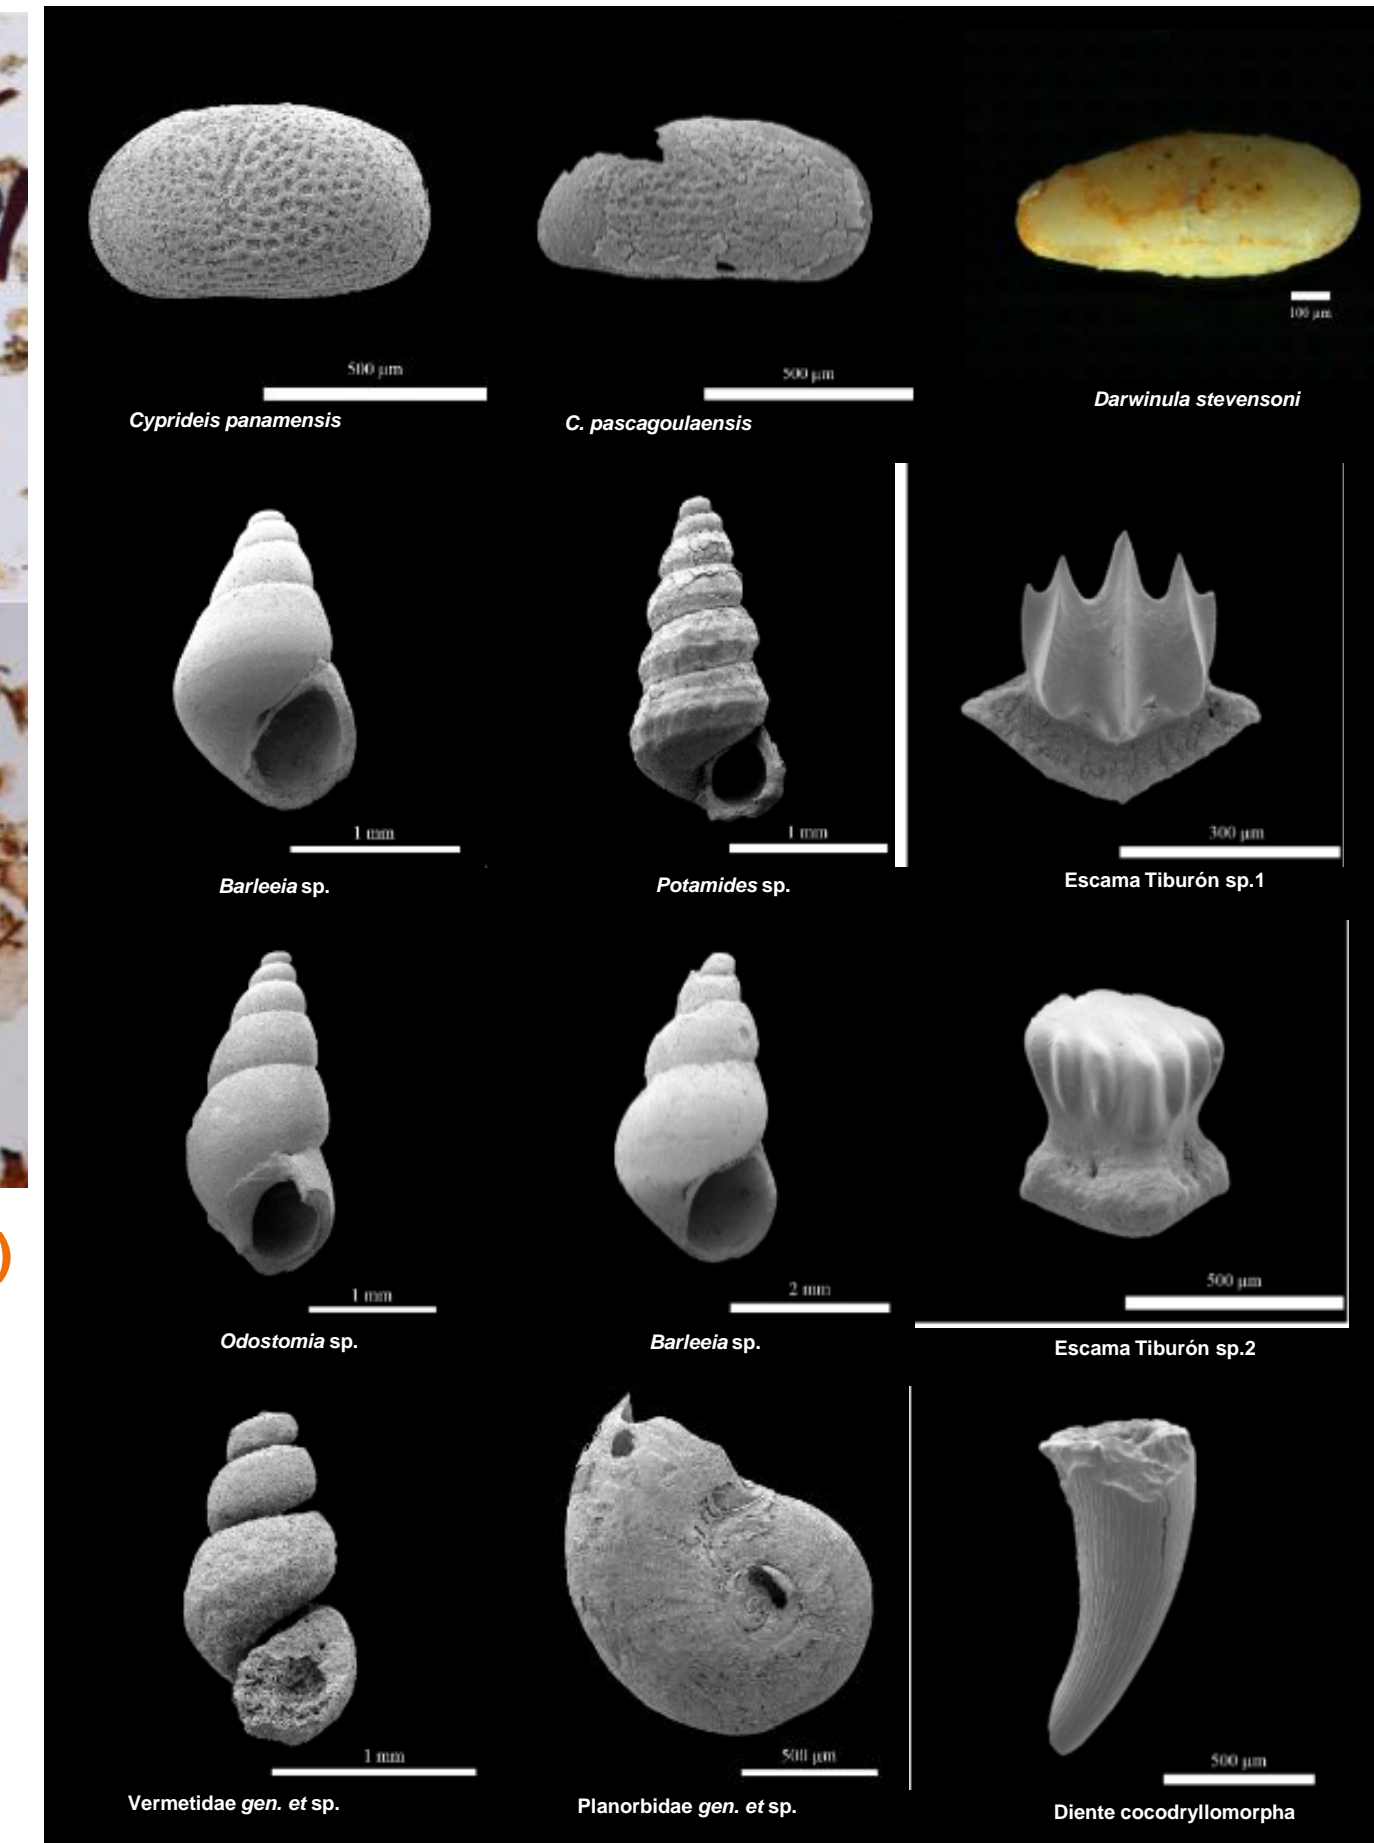 500 µm
500 µm
100 µm
Cyprideis panamensis
C. pascagoulaensis
Darwinula stevensoni
1 mm
1 mm
300 µm
Barleeia sp.
Potamides sp.
Escama Tiburón sp.1
)
1 mm
2 mm
500 µm
Odostomia sp.
Barleeia sp.
Escama Tiburón sp.2
1 mm
500 µm
500 µm
Vermetidae gen. et sp.
Planorbidae gen. et sp.
Diente cocodryllomorpha